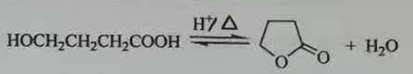 HOCH₂CH₂CH₂COOH ⇌ H⁺/△ O O + H₂O